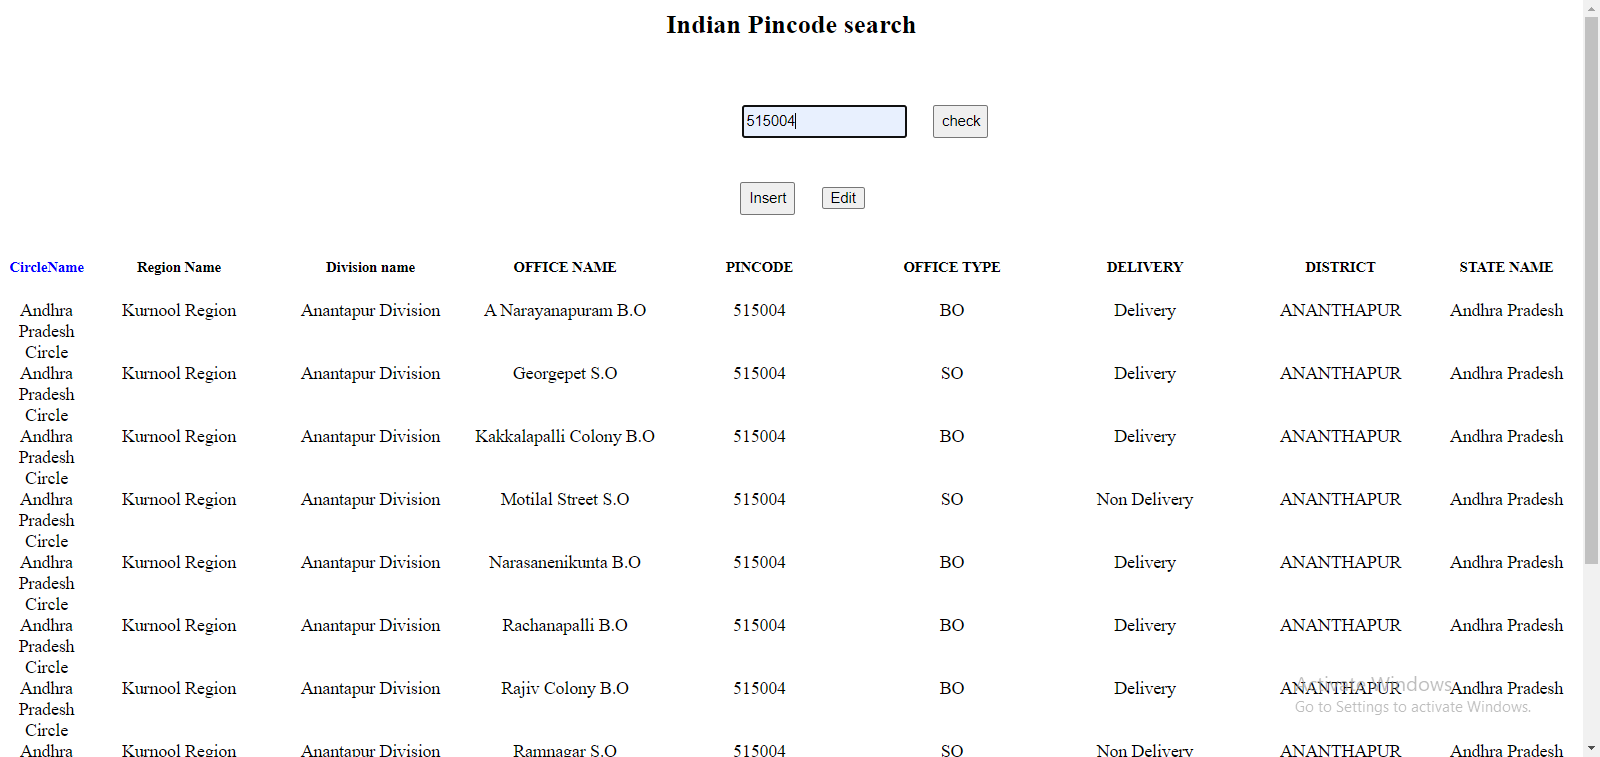 Indian Pincode search
515004 check
Insert Edit
CircleName Region Name Division name OFFICE NAME PINCODE OFFICE TYPE DELIVERY DISTRICT STATE NAME
Andhra Kurnool Region Anantapur Division A Narayanapuram B.O 515004 BO Delivery ANANTHAPUR Andhra Pradesh
Pradesh
Circle
Andhra Kurnool Region Anantapur Division Georgepet S.O 515004 SO Delivery ANANTHAPUR Andhra Pradesh
Pradesh
Circle
Andhra Kurnool Region Anantapur Division Kakkalapalli Colony B.O 515004 BO Delivery ANANTHAPUR Andhra Pradesh
Pradesh
Circle
Andhra Kurnool Region Anantapur Division Motilal Street S.O 515004 SO Non Delivery ANANTHAPUR Andhra Pradesh
Pradesh
Circle
Andhra Kurnool Region Anantapur Division Narasanenikunta B.O 515004 BO Delivery ANANTHAPUR Andhra Pradesh
Pradesh
Circle
Andhra Kurnool Region Anantapur Division Rachanapalli B.O 515004 BO Delivery ANANTHAPUR Andhra Pradesh
Pradesh
Circle
Andhra Kurnool Region Anantapur Division Rajiv Colony B.O 515004 BO Delivery ANANTHAPUR Andhra Pradesh
Activate Windows
Pradesh
Go to Settings to activate Windows.
Circle
Andhra Kurnool Region Anantapur Division Ramnagar S.O 515004 SO Non Delivery ANANTHAPUR Andhra Pradesh